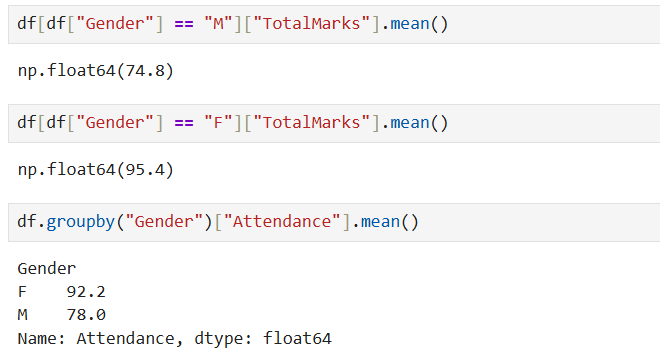 df[df["Gender"] == "M"]["TotalMarks"].mean()
np.float64(74.8)
df[df["Gender"] == "F"]["TotalMarks"].mean()
np.float64(95.4)
df.groupby("Gender")["Attendance"].mean()
Gender
F    92.2
M    78.0
Name: Attendance, dtype: float64